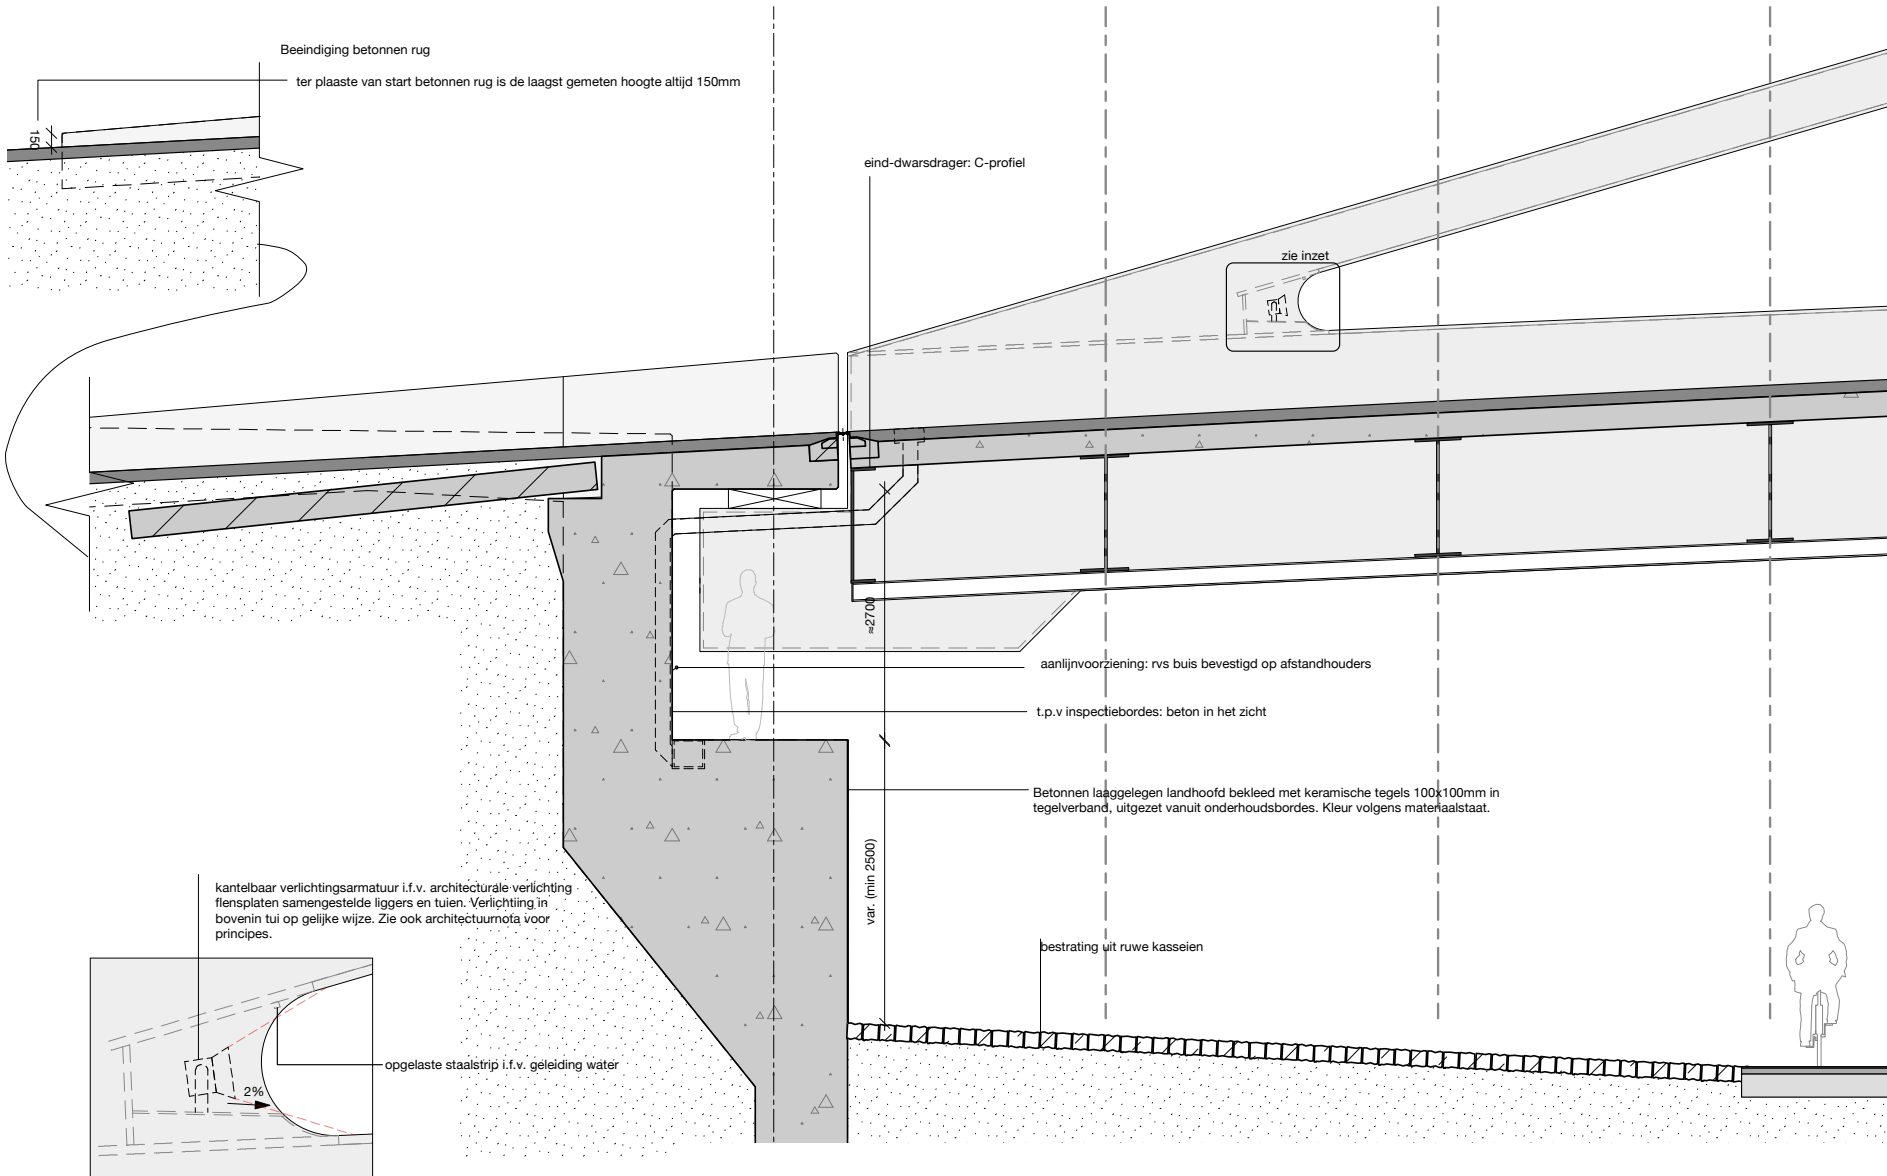 Beeindiging betonnen rug
ter plaaste van start betonnen rug is de laagst gemeten hoogte altijd 150mm
150
eind-dwarsdrager: C-profiel
zie inzet
≈2700
aanlijnvoorziening: rvs buis bevestigd op afstandhouders
t.p.v inspectiebordes: beton in het zicht
Betonnen laaggelegen landhoofd bekleed met keramische tegels 100x100mm in
tegelverband, uitgezet vanuit onderhoudsbordes. Kleur volgens materiaalstaat.
var. (min 2500)
kantelbaar verlichtingsarmatuur i.f.v. architecturale verlichting
flensplaten samengestelde liggers en tuien. Verlichtiing in
bovenin tui op gelijke wijze. Zie ook architectuurnota voor
principes.
bestrating uit ruwe kasseien
opgelaste staalstrip i.f.v. geleiding water
2%